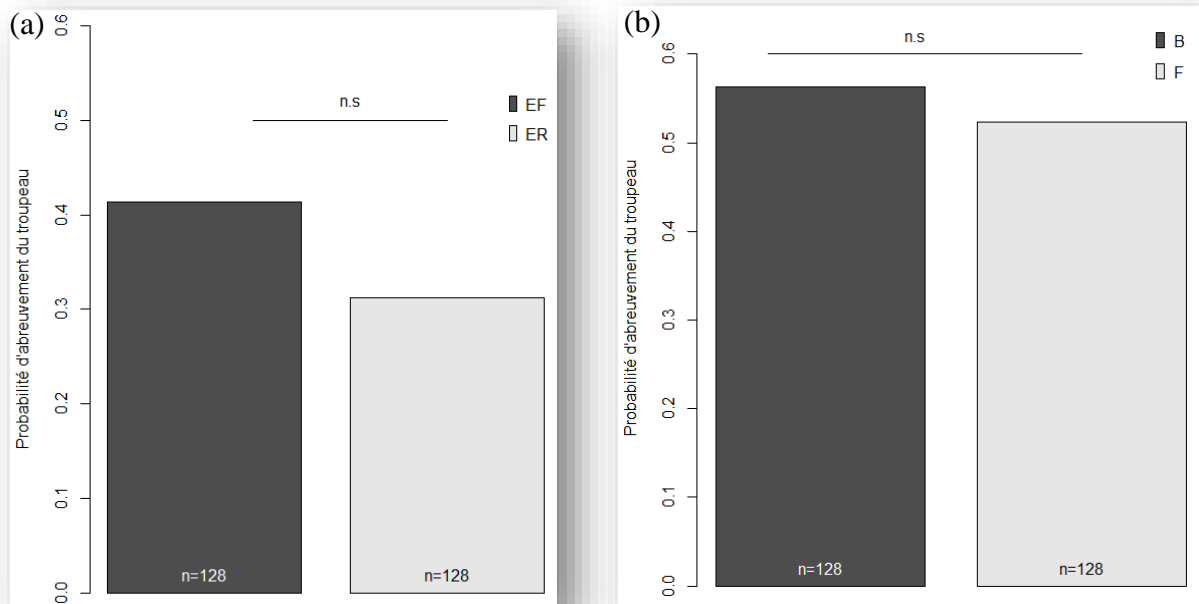 (a)
Probabilité d'abreuvement du troupeau
0.6
0.5
0.4
0.3
0.2
0.1
0.0
n.s
EF
ER
n=128
n=128
(b)
Probabilité d'abreuvement du troupeau
0.6
0.5
0.4
0.3
0.2
0.1
0.0
n.s
B
F
n=128
n=128